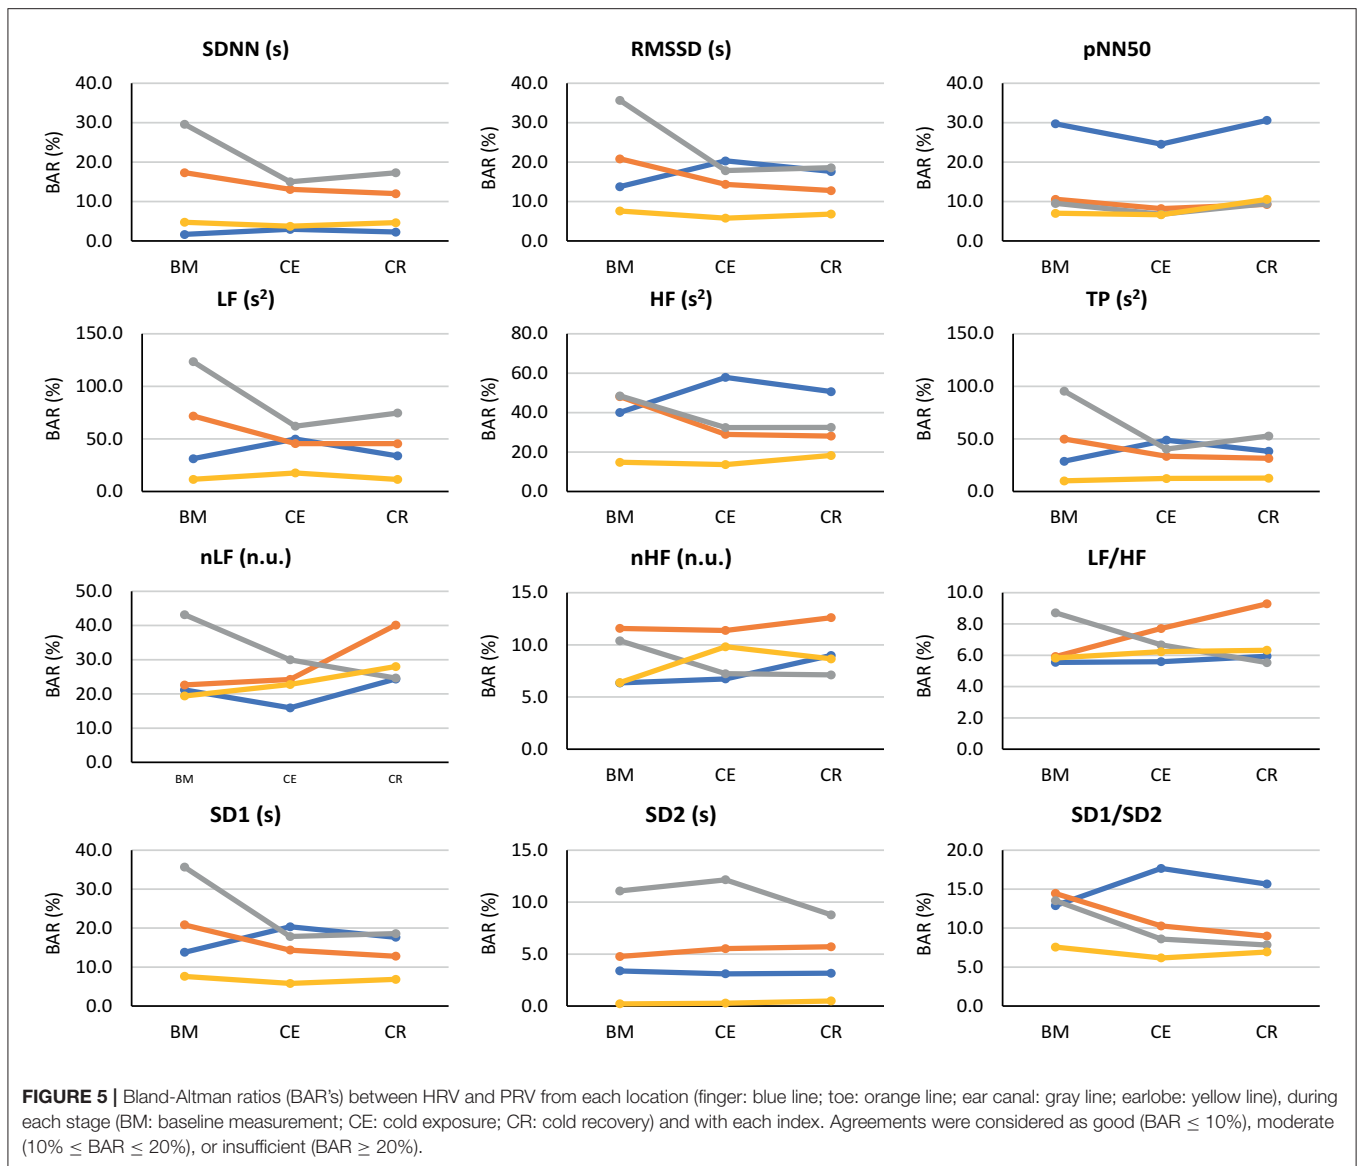 SDNN (s)
BAR (%)
40.0
30.0
20.0
10.0
0.0
BM CE CR
RMSSD (s)
BAR (%)
40.0
30.0
20.0
10.0
0.0
BM CE CR
pNN50
BAR (%)
40.0
30.0
20.0
10.0
0.0
BM CE CR
LF (s²)
BAR (%)
150.0
100.0
50.0
0.0
BM CE CR
HF (s²)
BAR (%)
80.0
60.0
40.0
20.0
0.0
BM CE CR
TP (s²)
BAR (%)
150.0
100.0
50.0
0.0
BM CE CR
nLF (n.u.)
BAR (%)
50.0
40.0
30.0
20.0
10.0
0.0
BM CE CR
nHF (n.u.)
BAR (%)
15.0
10.0
5.0
0.0
BM CE CR
LF/HF
BAR (%)
10.0
8.0
6.0
4.0
2.0
0.0
BM CE CR
SD1 (s)
BAR (%)
40.0
30.0
20.0
10.0
0.0
BM CE CR
SD2 (s)
BAR (%)
15.0
10.0
5.0
0.0
BM CE CR
SD1/SD2
BAR (%)
20.0
15.0
10.0
5.0
0.0
BM CE CR
FIGURE 5 | Bland-Altman ratios (BAR's) between HRV and PRV from each location (finger: blue line; toe: orange line; ear canal: gray line; earlobe: yellow line), during
each stage (BM: baseline measurement; CE: cold exposure; CR: cold recovery) and with each index. Agreements were considered as good (BAR ≤ 10%), moderate
(10% ≤ BAR ≤ 20%), or insufficient (BAR ≥ 20%).